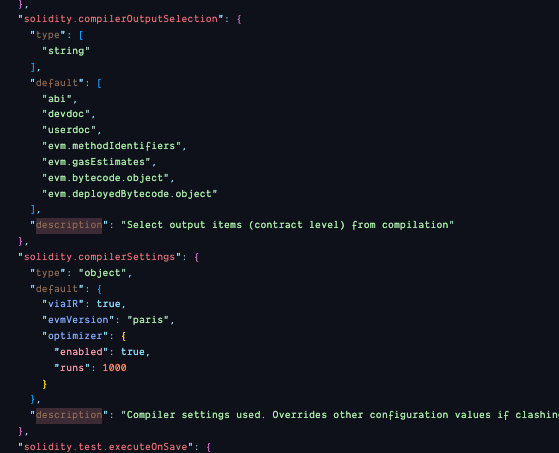 },
"solidity.compilerOutputSelection": {
"type": [
"string"
],
"default": [
"abi",
"devdoc",
"userdoc",
"evm.methodIdentifiers",
"evm.gasEstimates",
"evm.bytecode.object",
"evm.deployedBytecode.object"
],
"description": "Select output items (contract level) from compilation"
},
"solidity.compilerSettings": {
"type": "object",
"default": {
"viaIR": true,
"evmVersion": "paris",
"optimizer": {
"enabled": true,
"runs": 1000
}
},
"description": "Compiler settings used. Overrides other configuration values if clashin
},
"solidity.test.executeOnSave": {